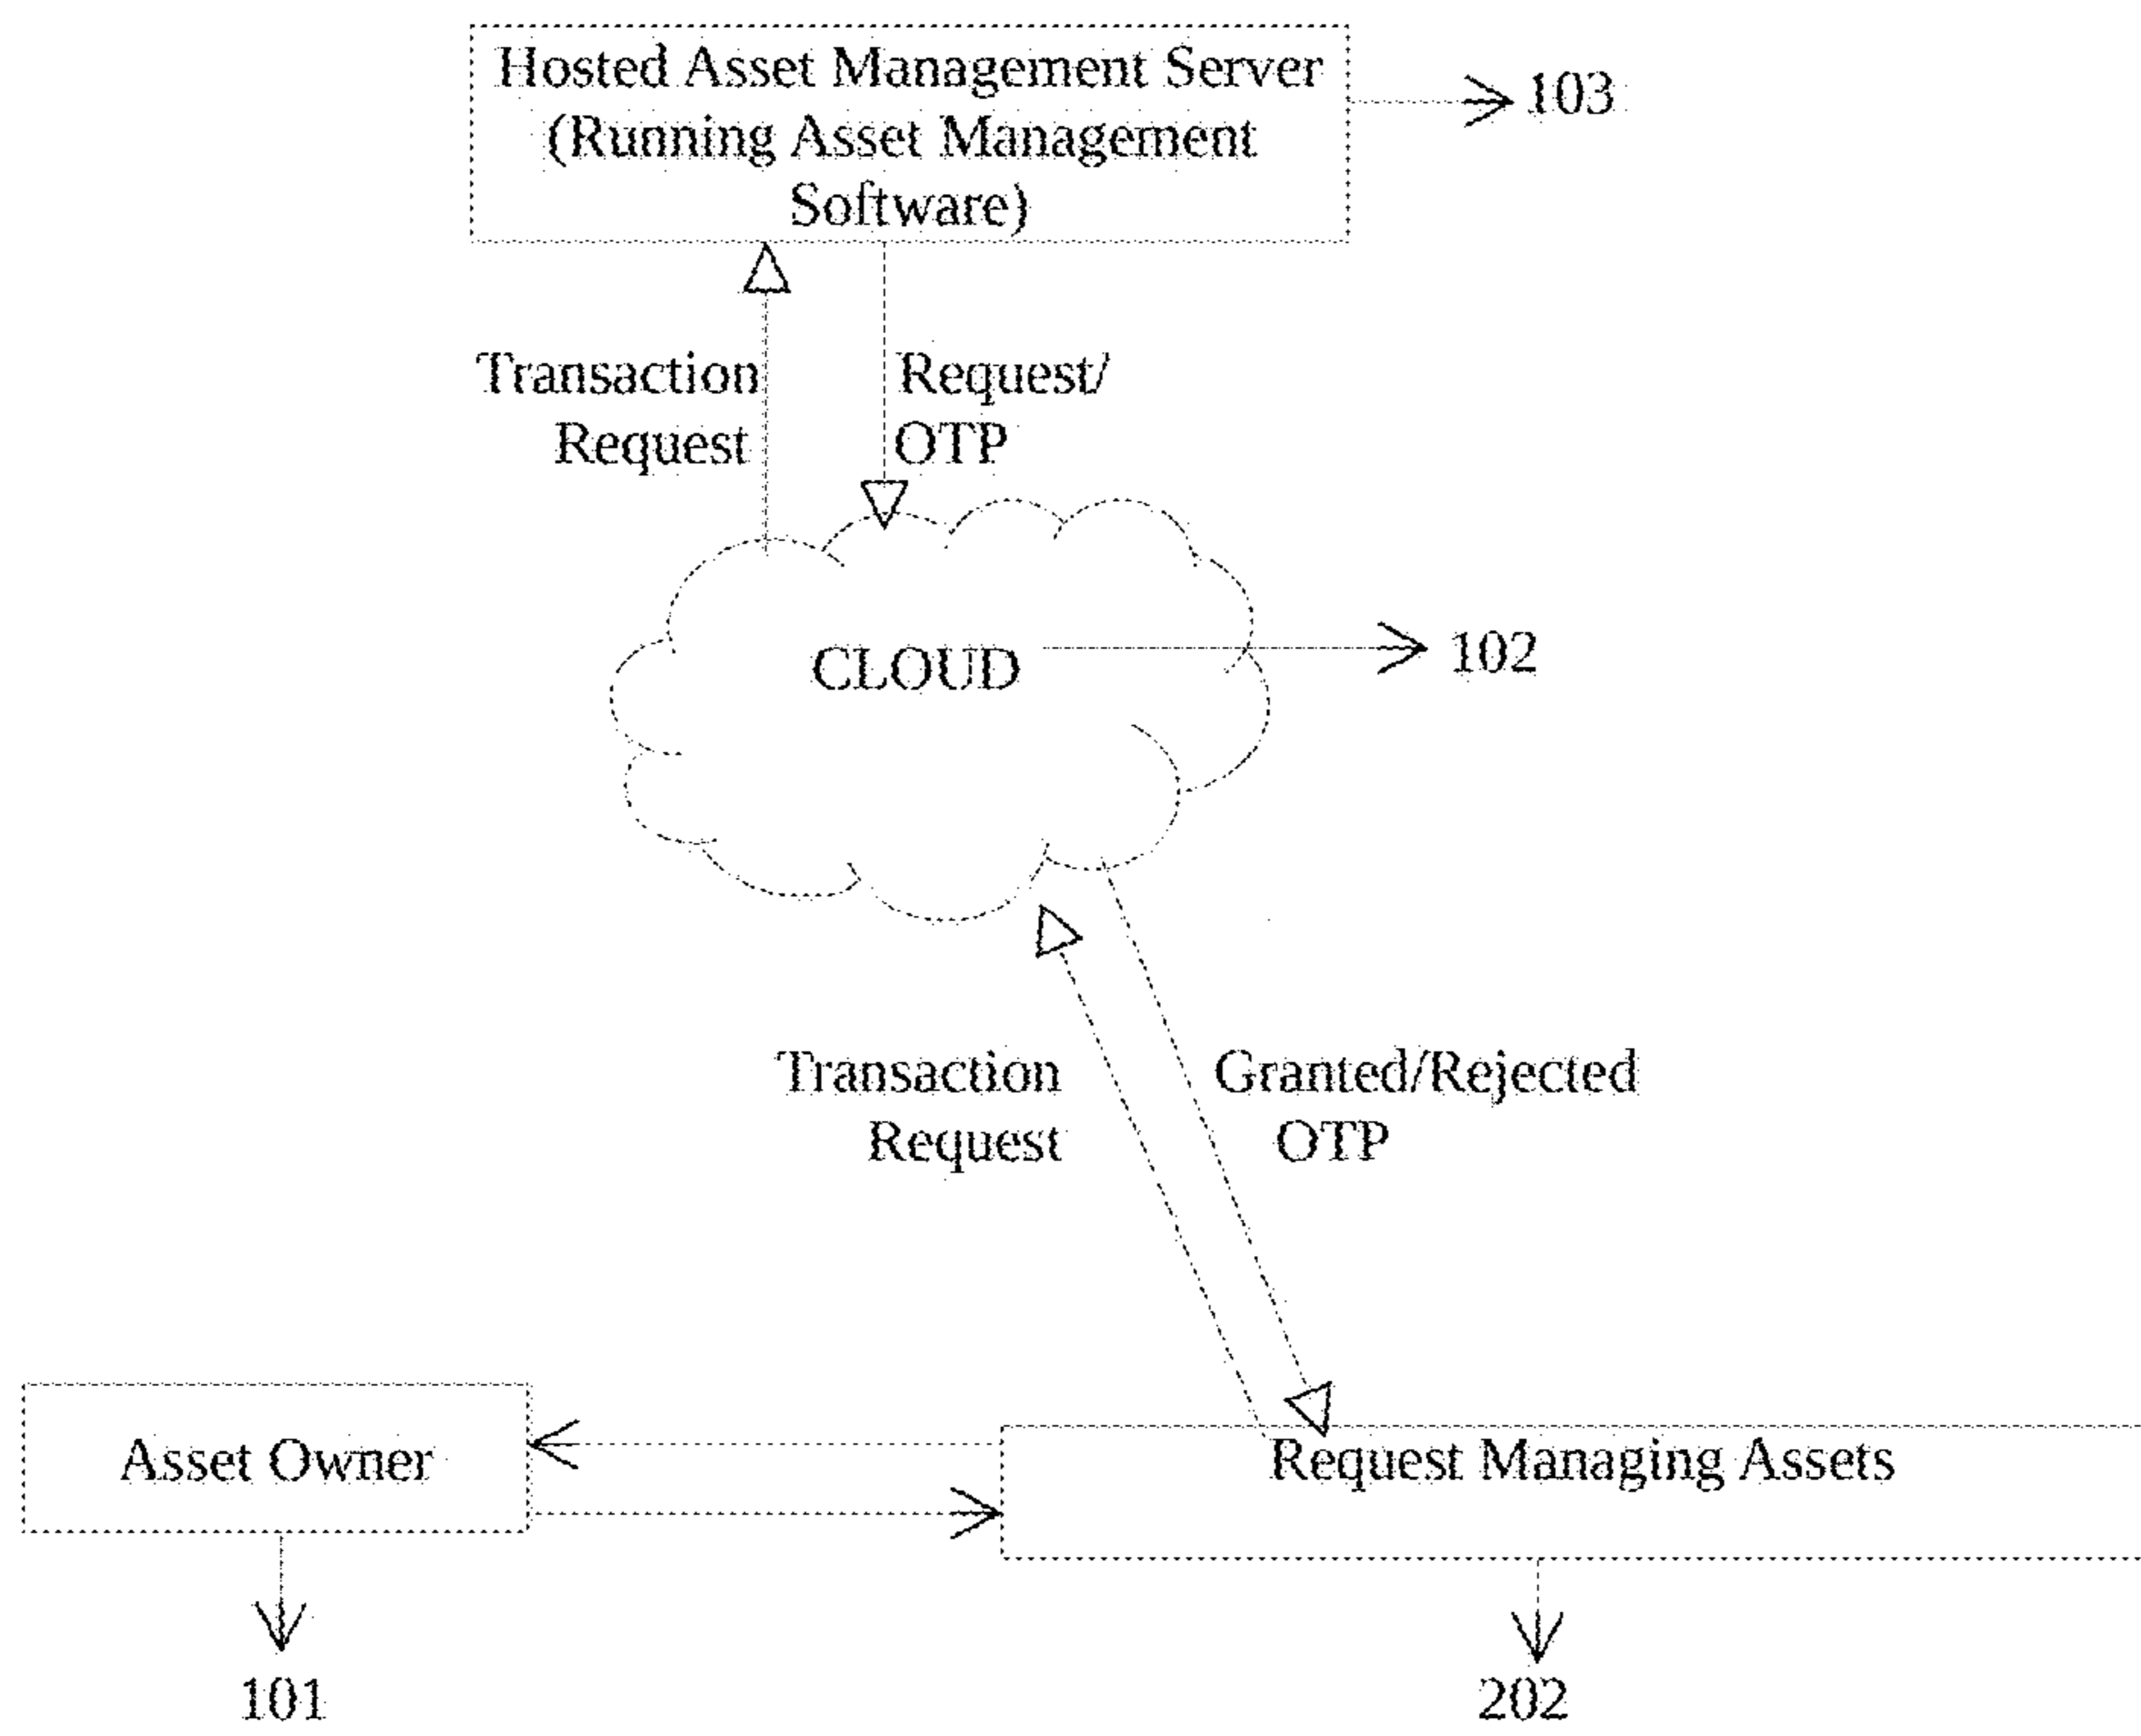 Hosted Asset Management Server
(Running Asset Management
Software)
103
Transaction
Request
Request/
OTP
CLOUD
102
Transaction
Request
Granted/Rejected
OTP
Asset Owner
Request Managing Assets
101
202